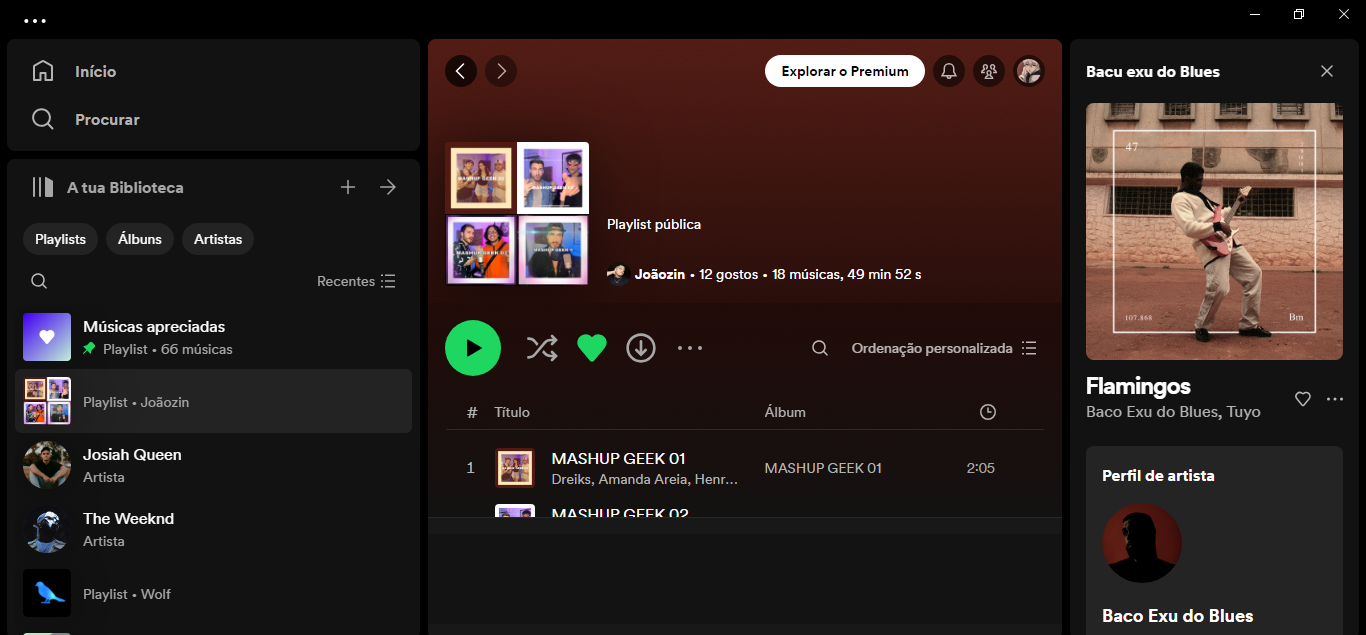 Início
Procurar
A tua Biblioteca
Playlists
Álbuns
Artistas
Recentes
Músicas apreciadas
Playlist • 66 músicas
Playlist • Joãozin
Josiah Queen
Artista
The Weeknd
Artista
Playlist • Wolf
Explorar o Premium
Playlist pública
Joãozin • 12 gostos • 18 músicas, 49 min 52 s
Ordenação personalizada
# Título Álbum
1 MASHUP GEEK 01 MASHUP GEEK 01 2:05
Dreiks, Amanda Areia, Henr...
MASHUP GEEK 02
Bacu exu do Blues
47
107.868
Bm
Flamingos
Baco Exu do Blues, Tuyo
Perfil de artista
Baco Exu do Blues